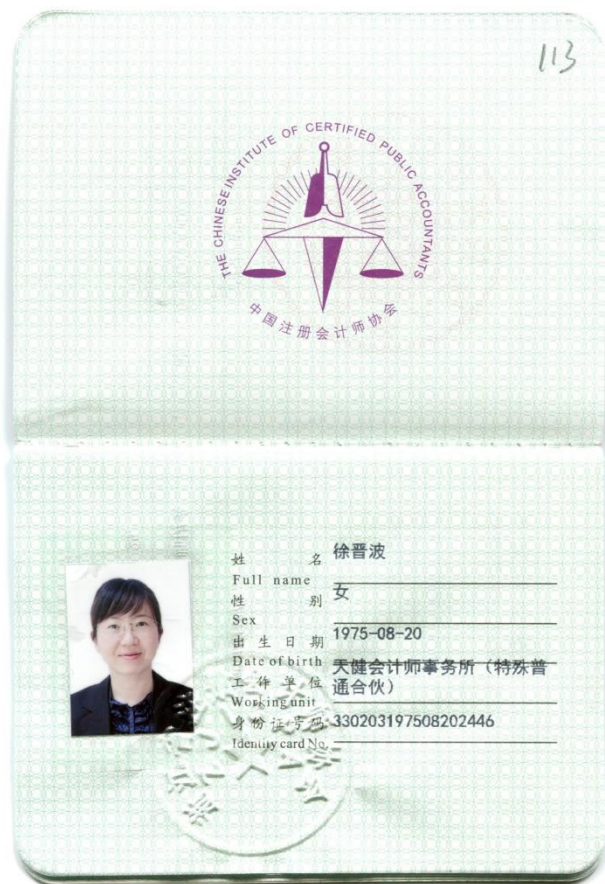 113
THE CHINESE INSTITUTE OF CERTIFIED PUBLIC ACCOUNTANTS
中国注册会计师协会
姓 名 徐晋波
Full name
性 别 女
Sex
出生日期 1975-08-20
Date of birth
工作单位 天健会计师事务所（特殊普
通合伙）
Working unit
身份证号码 330203197508202446
Identity card No.